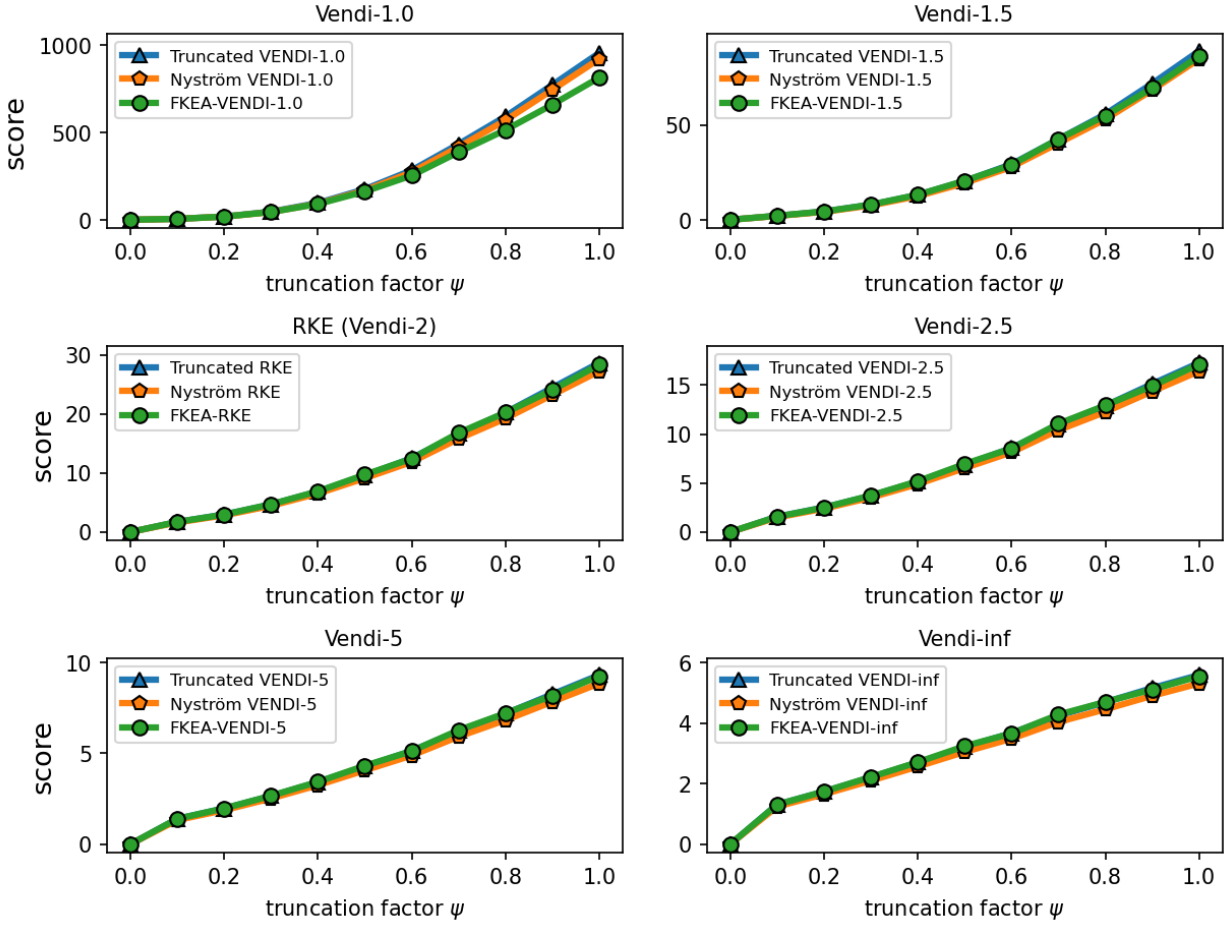 Vendi-1.0
score
1000
500
0
Truncated VENDI-1.0
Nyström VENDI-1.0
FKEA-VENDI-1.0
0.0 0.2 0.4 0.6 0.8 1.0
truncation factor ψ
Vendi-1.5
50
0
Truncated VENDI-1.5
Nyström VENDI-1.5
FKEA-VENDI-1.5
0.0 0.2 0.4 0.6 0.8 1.0
truncation factor ψ
RKE (Vendi-2)
score
30
20
10
0
Truncated RKE
Nyström RKE
FKEA-RKE
0.0 0.2 0.4 0.6 0.8 1.0
truncation factor ψ
Vendi-2.5
15
10
5
0
Truncated VENDI-2.5
Nyström VENDI-2.5
FKEA-VENDI-2.5
0.0 0.2 0.4 0.6 0.8 1.0
truncation factor ψ
Vendi-5
score
10
5
0
Truncated VENDI-5
Nyström VENDI-5
FKEA-VENDI-5
0.0 0.2 0.4 0.6 0.8 1.0
truncation factor ψ
Vendi-inf
6
4
2
0
Truncated VENDI-inf
Nyström VENDI-inf
FKEA-VENDI-inf
0.0 0.2 0.4 0.6 0.8 1.0
truncation factor ψ